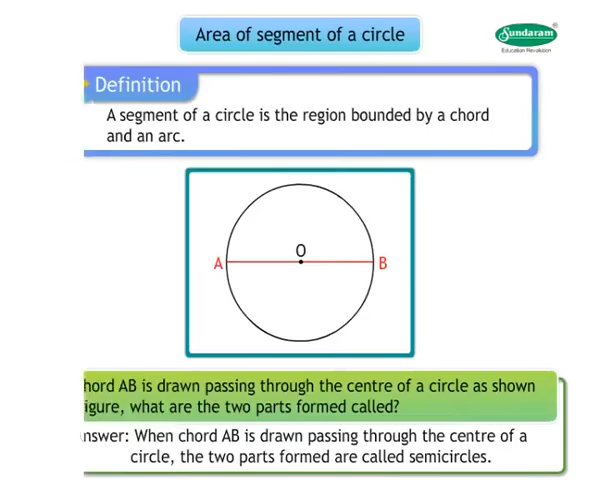 Area of segment of a circle
Sundaram
Education Revolution
Definition
A segment of a circle is the region bounded by a chord
and an arc.
O
A
B
hord AB is drawn passing through the centre of a circle as shown
igure, what are the two parts formed called?
nswer: When chord AB is drawn passing through the centre of a
circle, the two parts formed are called semicircles.